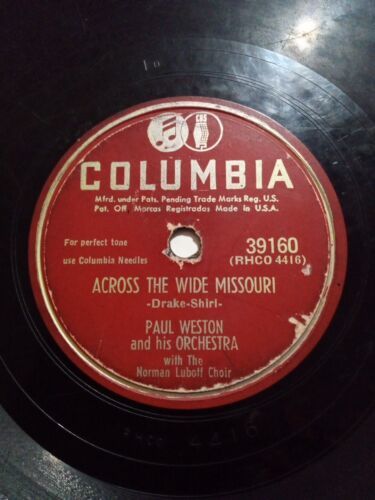 CBS
COLUMBIA
Mfrd. under Pats. Pending Trade Marks Reg. U.S.
Pat. Off. Marcas Registradas Made in U.S.A.
For perfect tone
use Columbia Needles
39160
(RHCO 4416)
ACROSS THE WIDE MISSOURI
-Drake-Shirl-
PAUL WESTON
and his ORCHESTRA
with The
Norman Luboff Choir